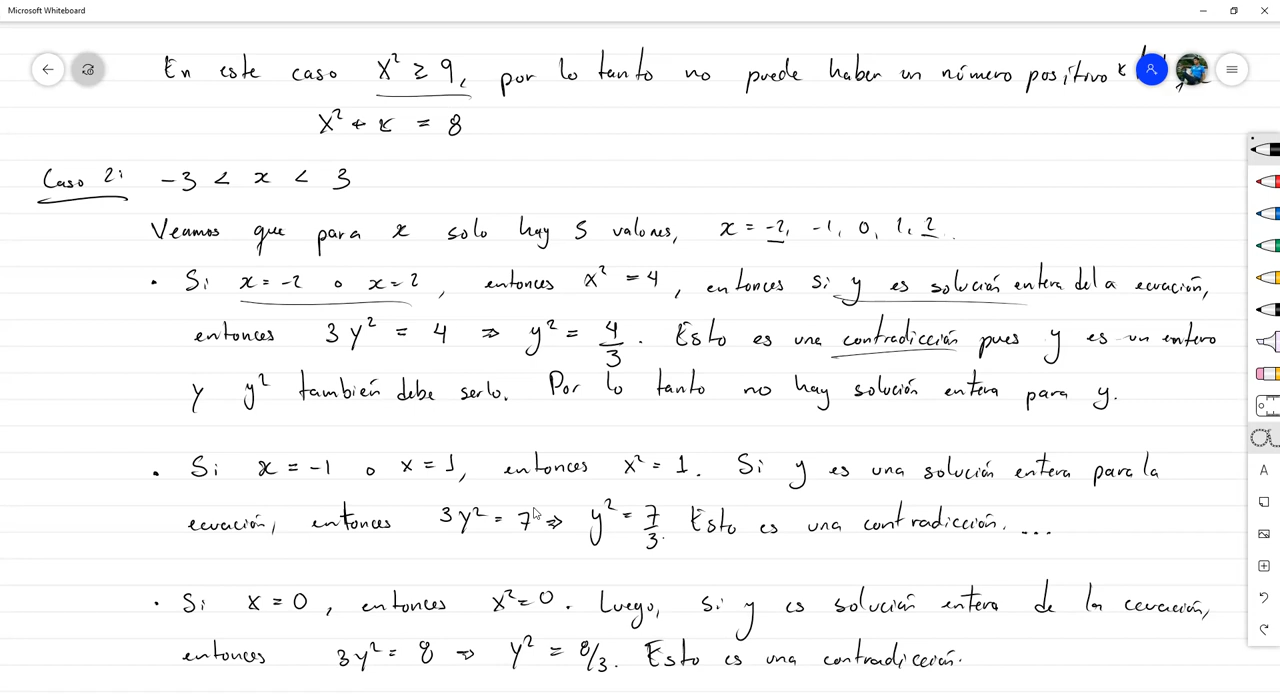 Microsoft Whiteboard
En este caso x² ≥ 9, por lo tanto no puede haber un número positivo k
x² + k = 8
Caso 2: -3 < x < 3
Veamos que para x solo hay 5 valores, x = -2, -1, 0, 1, 2.
• Si x = -2 o x = 2, entonces x² = 4, entonces si y es solución entera del a ecuación,
entonces 3y² = 4 ⇒ y² = 4/3. Esto es una contradicción pues y es un entero
y y² también debe serlo. Por lo tanto no hay solución entera para y.
• Si x = -1 o x = 1, entonces x² = 1. Si y es una solución entera para la
ecuación, entonces 3y² = 7 ⇒ y² = 7/3. Esto es una contradicción. ...
• Si x = 0, entonces x² = 0. Luego, si y es solución entera de la ecuación,
entonces 3y² = 8 ⇒ y² = 8/3. Esto es una contradicción.
A